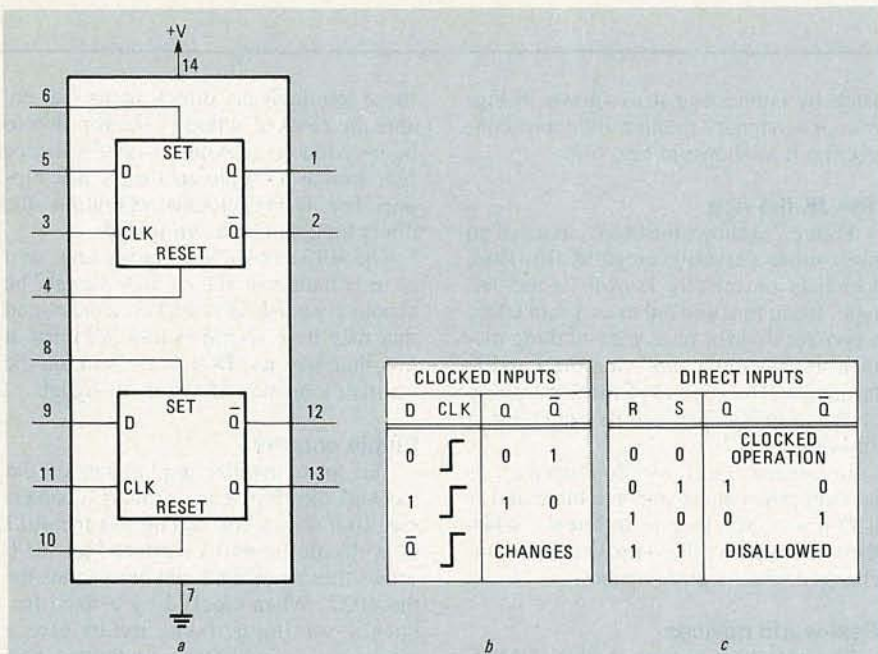 +V
14
6
SET
5 D Q 1
3 CLK Q̅ 2
RESET
4
8
SET
9 D Q̅ 12
11 CLK Q 13
RESET
10
7
a
CLOCKED INPUTS
D CLK Q Q̅
0 0 1
1 1 0
Q̅ CHANGES
b
DIRECT INPUTS
R S Q Q̅
0 0 CLOCKED
OPERATION
0 1 1 0
1 0 0 1
1 1 DISALLOWED
c